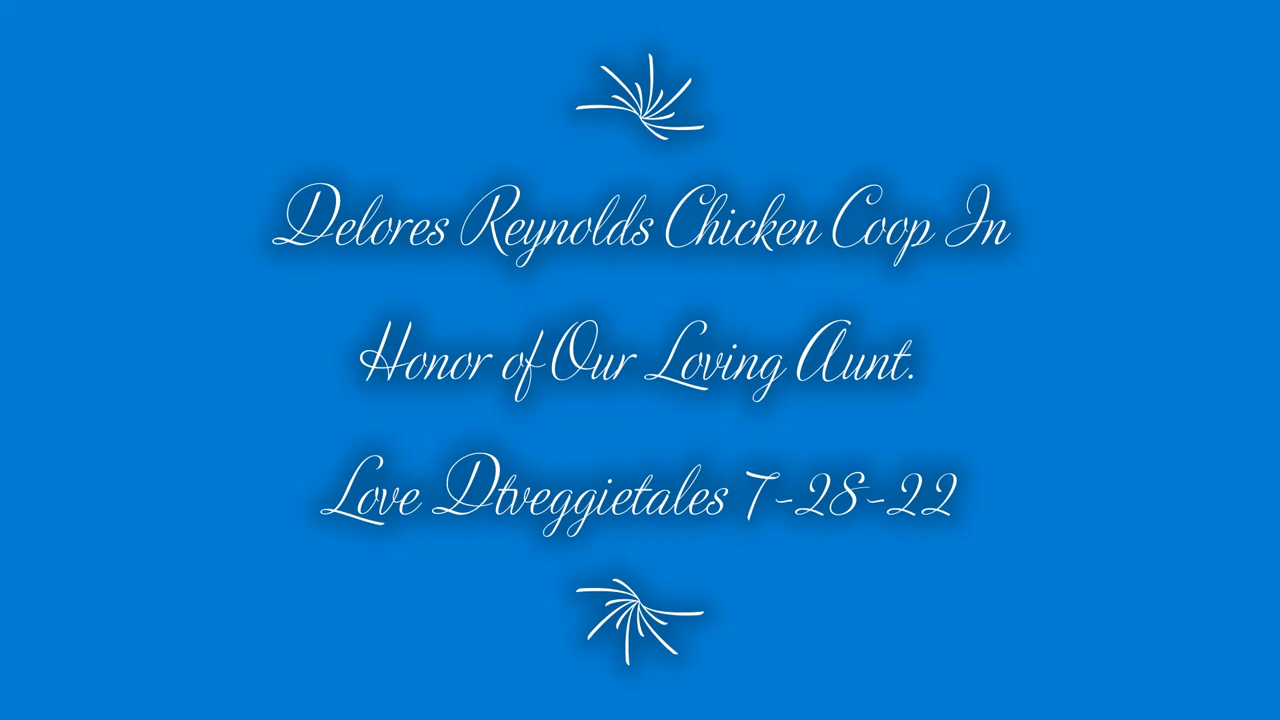 Delores Reynolds Chicken Coop In
Honor of Our Loving Aunt.
Love Dtveggietales 7-28-22